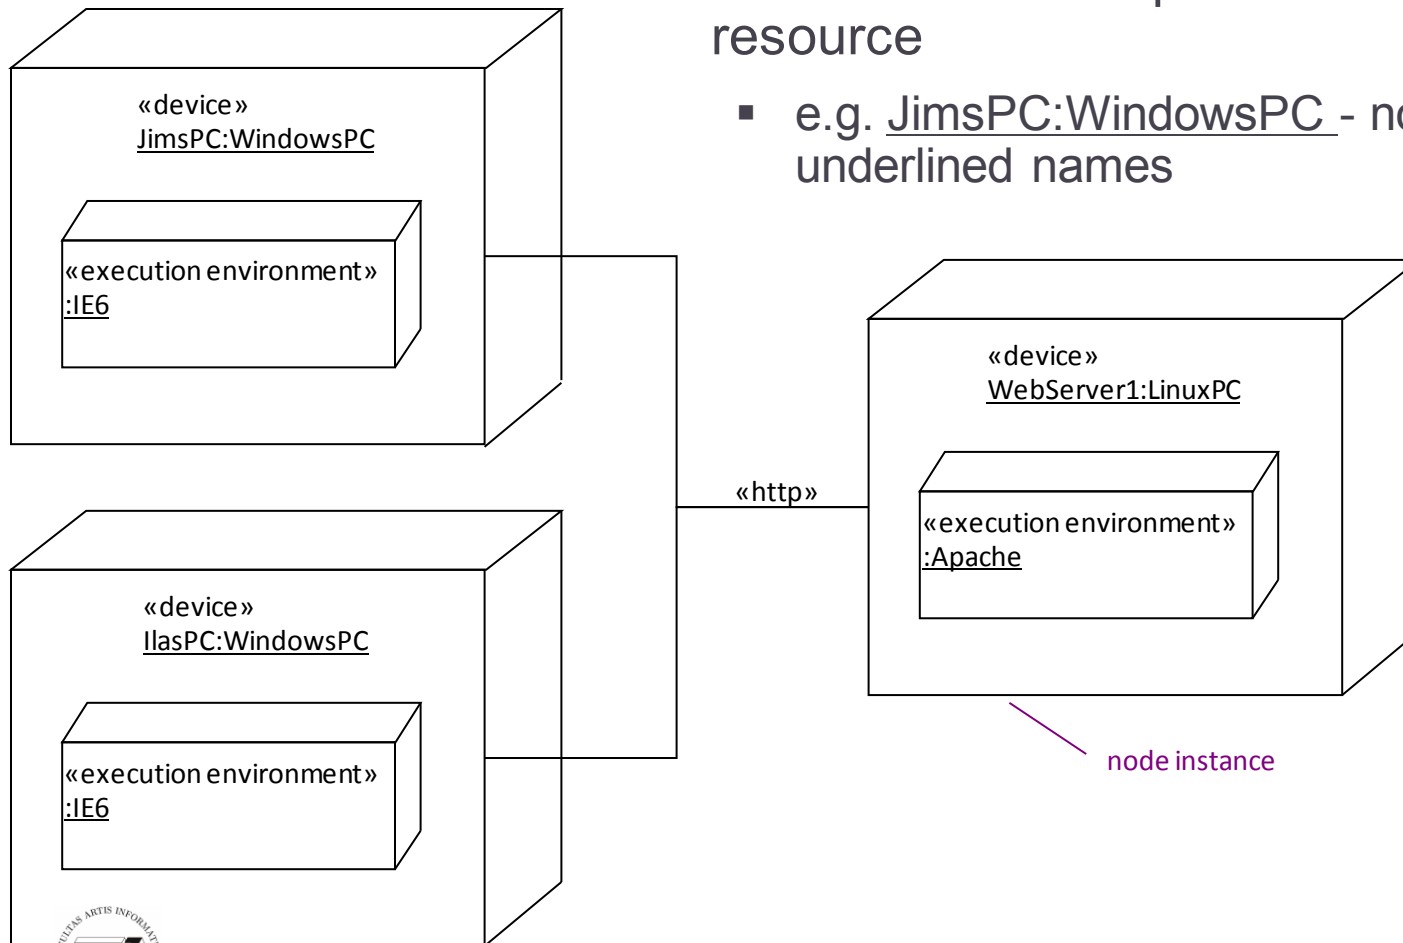 resource
▪ e.g. JimsPC:WindowsPC - no
underlined names
«device»
JimsPC:WindowsPC
«execution environment»
:IE6
«device»
WebServer1:LinuxPC
«http»
«execution environment»
:Apache
«device»
IlasPC:WindowsPC
«execution environment»
:IE6
node instance
ARTIS